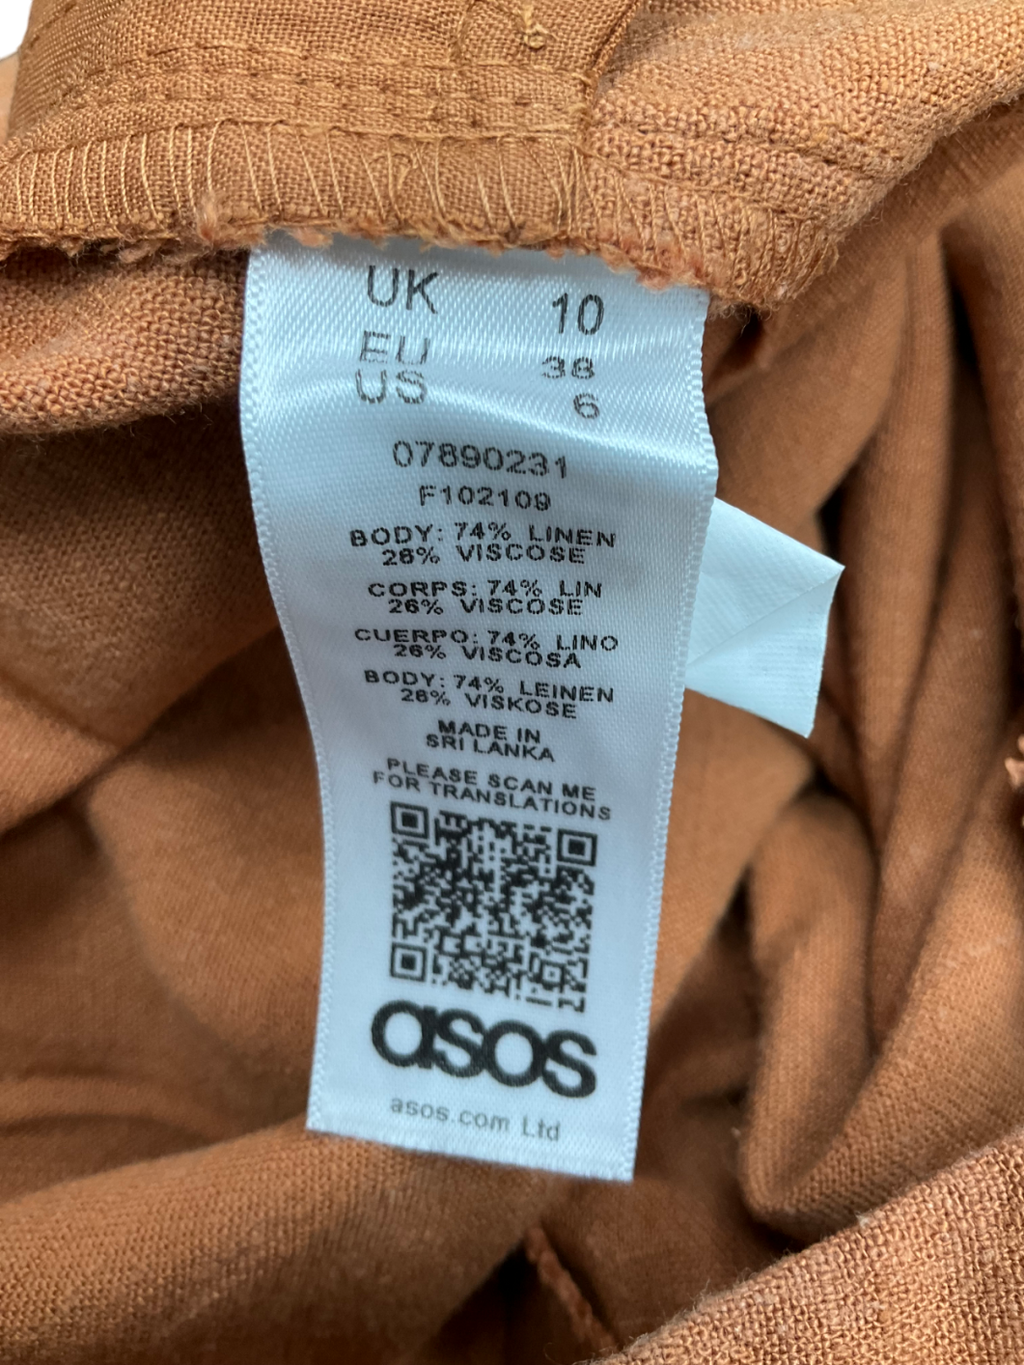 UK 10
EU 38
US 6
07890231
F102109
BODY: 74% LINEN
26% VISCOSE
CORPS: 74% LIN
26% VISCOSE
CUERPO: 74% LINO
26% VISCOSA
BODY: 74% LEINEN
26% VISKOSE
MADE IN
SRI LANKA
PLEASE SCAN ME
FOR TRANSLATIONS
asos
asos.com Ltd